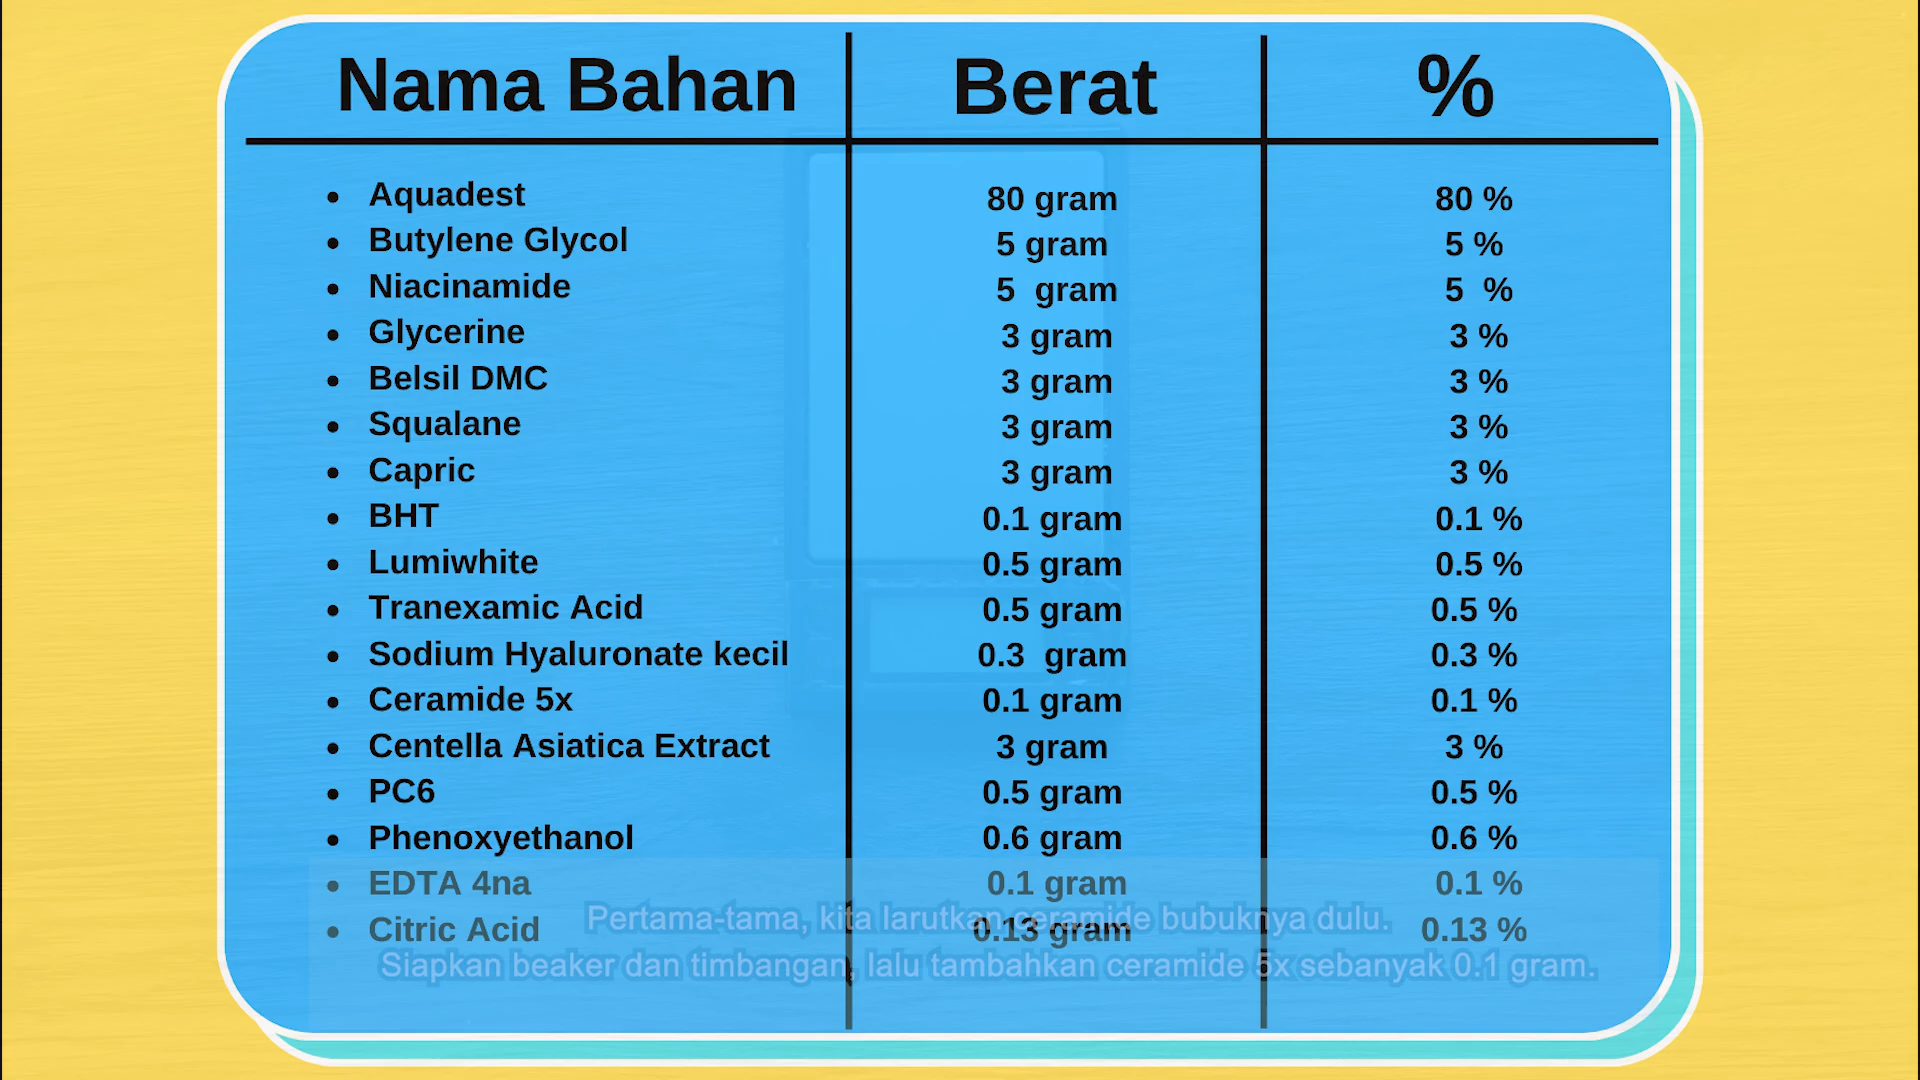 Nama Bahan Berat %
• Aquadest 80 gram 80 %
• Butylene Glycol 5 gram 5 %
• Niacinamide 5 gram 5 %
• Glycerine 3 gram 3 %
• Belsil DMC 3 gram 3 %
• Squalane 3 gram 3 %
• Capric 3 gram 3 %
• BHT 0.1 gram 0.1 %
• Lumiwhite 0.5 gram 0.5 %
• Tranexamic Acid 0.5 gram 0.5 %
• Sodium Hyaluronate kecil 0.3 gram 0.3 %
• Ceramide 5x 0.1 gram 0.1 %
• Centella Asiatica Extract 3 gram 3 %
• PC6 0.5 gram 0.5 %
• Phenoxyethanol 0.6 gram 0.6 %
• EDTA 4na 0.1 gram 0.1 %
• Citric Acid 0.13 gram 0.13 %
Pertama-tama, kita larutkan ceramide bubuknya dulu.
Siapkan beaker dan timbangan, lalu tambahkan ceramide 5x sebanyak 0.1 gram.